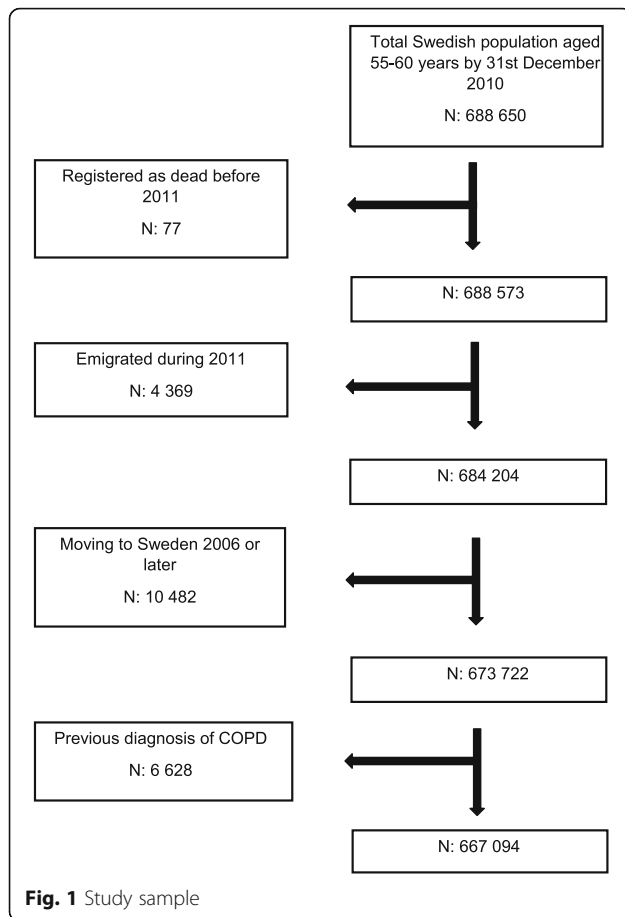 Total Swedish population aged
55-60 years by 31st December
2010
N: 688 650
Registered as dead before
2011
N: 77
N: 688 573
Emigrated during 2011
N: 4 369
N: 684 204
Moving to Sweden 2006 or
later
N: 10 482
N: 673 722
Previous diagnosis of COPD
N: 6 628
N: 667 094
Fig. 1 Study sample